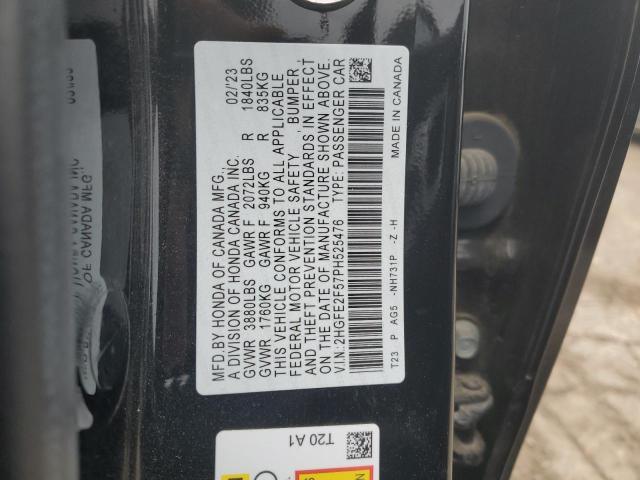 MFD.BY HONDA OF CANADA MFG., 02/'23
A DIVISION OF HONDA CANADA INC.
GVWR 3880LBS GAWR F 2072LBS R 1840LBS
GVWR 1760KG GAWR F 940KG R 835KG
THIS VEHICLE CONFORMS TO ALL APPLICABLE
FEDERAL MOTOR VEHICLE SAFETY , BUMPER ,
AND THEFT PREVENTION STANDARDS IN EFFECT
ON THE DATE OF MANUFACTURE SHOWN ABOVE.
V.I.N.:2HGFE2F57PH525476 TYPE: PASSENGER CAR
T23 P AG5 -NH731P -Z -H MADE IN CANADA
T20 A1
OF CANADA MFG.